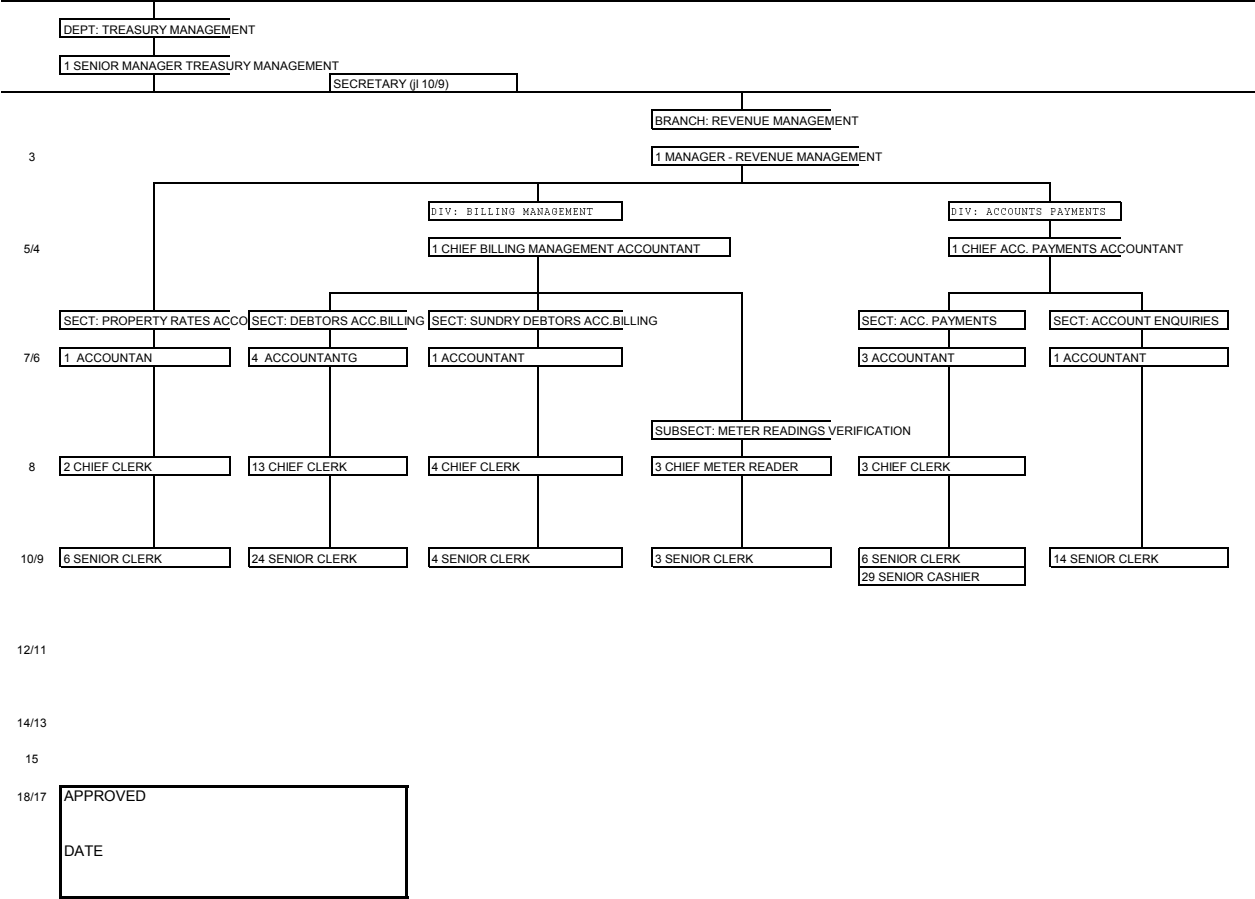 DEPT: TREASURY MANAGEMENT
1 SENIOR MANAGER TREASURY MANAGEMENT
SECRETARY (jl 10/9)
BRANCH: REVENUE MANAGEMENT
3
1 MANAGER - REVENUE MANAGEMENT
DIV: BILLING MANAGEMENT
DIV: ACCOUNTS PAYMENTS
5/4
1 CHIEF BILLING MANAGEMENT ACCOUNTANT
1 CHIEF ACC. PAYMENTS ACCOUNTANT
SECT: PROPERTY RATES ACCO
SECT: DEBTORS ACC.BILLING
SECT: SUNDRY DEBTORS ACC.BILLING
SECT: ACC. PAYMENTS
SECT: ACCOUNT ENQUIRIES
7/6
1 ACCOUNTAN
4 ACCOUNTANTG
1 ACCOUNTANT
3 ACCOUNTANT
1 ACCOUNTANT
SUBSECT: METER READINGS VERIFICATION
8
2 CHIEF CLERK
13 CHIEF CLERK
4 CHIEF CLERK
3 CHIEF METER READER
3 CHIEF CLERK
10/9
6 SENIOR CLERK
24 SENIOR CLERK
4 SENIOR CLERK
3 SENIOR CLERK
6 SENIOR CLERK
14 SENIOR CLERK
29 SENIOR CASHIER
12/11
14/13
15
18/17
APPROVED
DATE